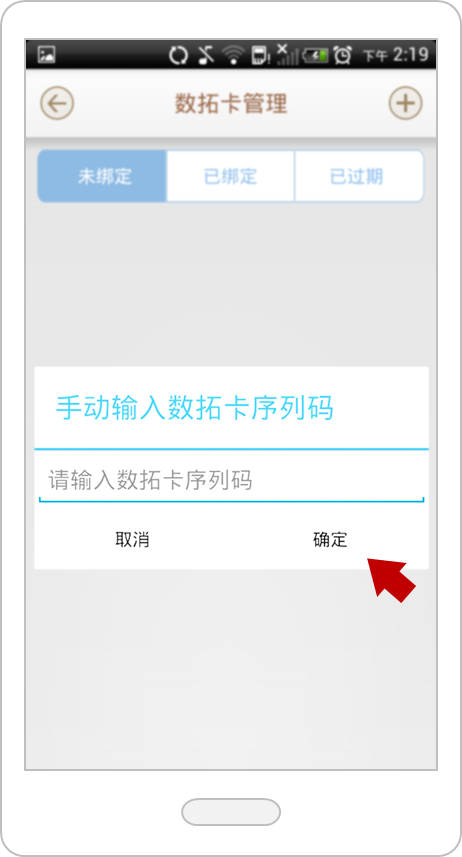 下午 2:19
数拓卡管理
未绑定 已绑定 已过期
手动输入数拓卡序列码
请输入数拓卡序列码
取消 确定